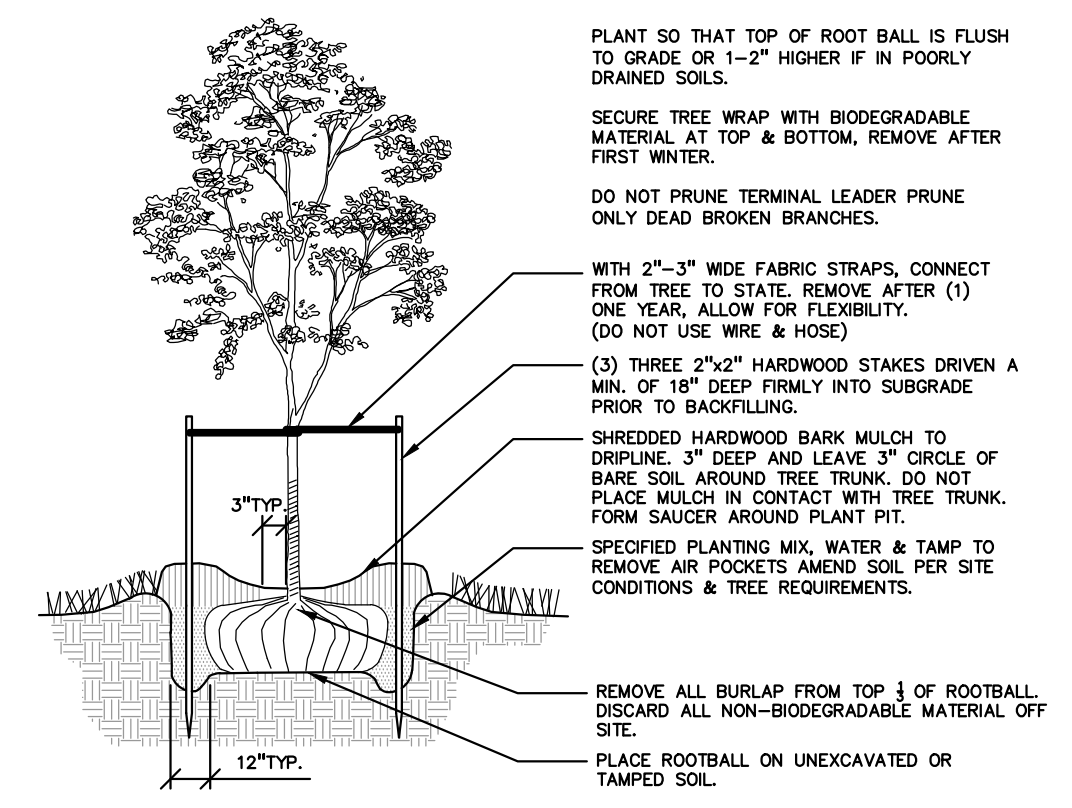 PLANT SO THAT TOP OF ROOT BALL IS FLUSH
TO GRADE OR 1-2" HIGHER IF IN POORLY
DRAINED SOILS.
SECURE TREE WRAP WITH BIODEGRADABLE
MATERIAL AT TOP & BOTTOM, REMOVE AFTER
FIRST WINTER.
DO NOT PRUNE TERMINAL LEADER PRUNE
ONLY DEAD BROKEN BRANCHES.
WITH 2"-3" WIDE FABRIC STRAPS, CONNECT
FROM TREE TO STATE. REMOVE AFTER (1)
ONE YEAR, ALLOW FOR FLEXIBILITY.
(DO NOT USE WIRE & HOSE)
(3) THREE 2"x2" HARDWOOD STAKES DRIVEN A
MIN. OF 18" DEEP FIRMLY INTO SUBGRADE
PRIOR TO BACKFILLING.
SHREDDED HARDWOOD BARK MULCH TO
DRIPLINE. 3" DEEP AND LEAVE 3" CIRCLE OF
BARE SOIL AROUND TREE TRUNK. DO NOT
PLACE MULCH IN CONTACT WITH TREE TRUNK.
FORM SAUCER AROUND PLANT PIT.
3"TYP.
SPECIFIED PLANTING MIX, WATER & TAMP TO
REMOVE AIR POCKETS AMEND SOIL PER SITE
CONDITIONS & TREE REQUIREMENTS.
REMOVE ALL BURLAP FROM TOP 1/3 OF ROOTBALL.
DISCARD ALL NON-BIODEGRADABLE MATERIAL OFF
SITE.
PLACE ROOTBALL ON UNEXCAVATED OR
TAMPED SOIL.
12"TYP.